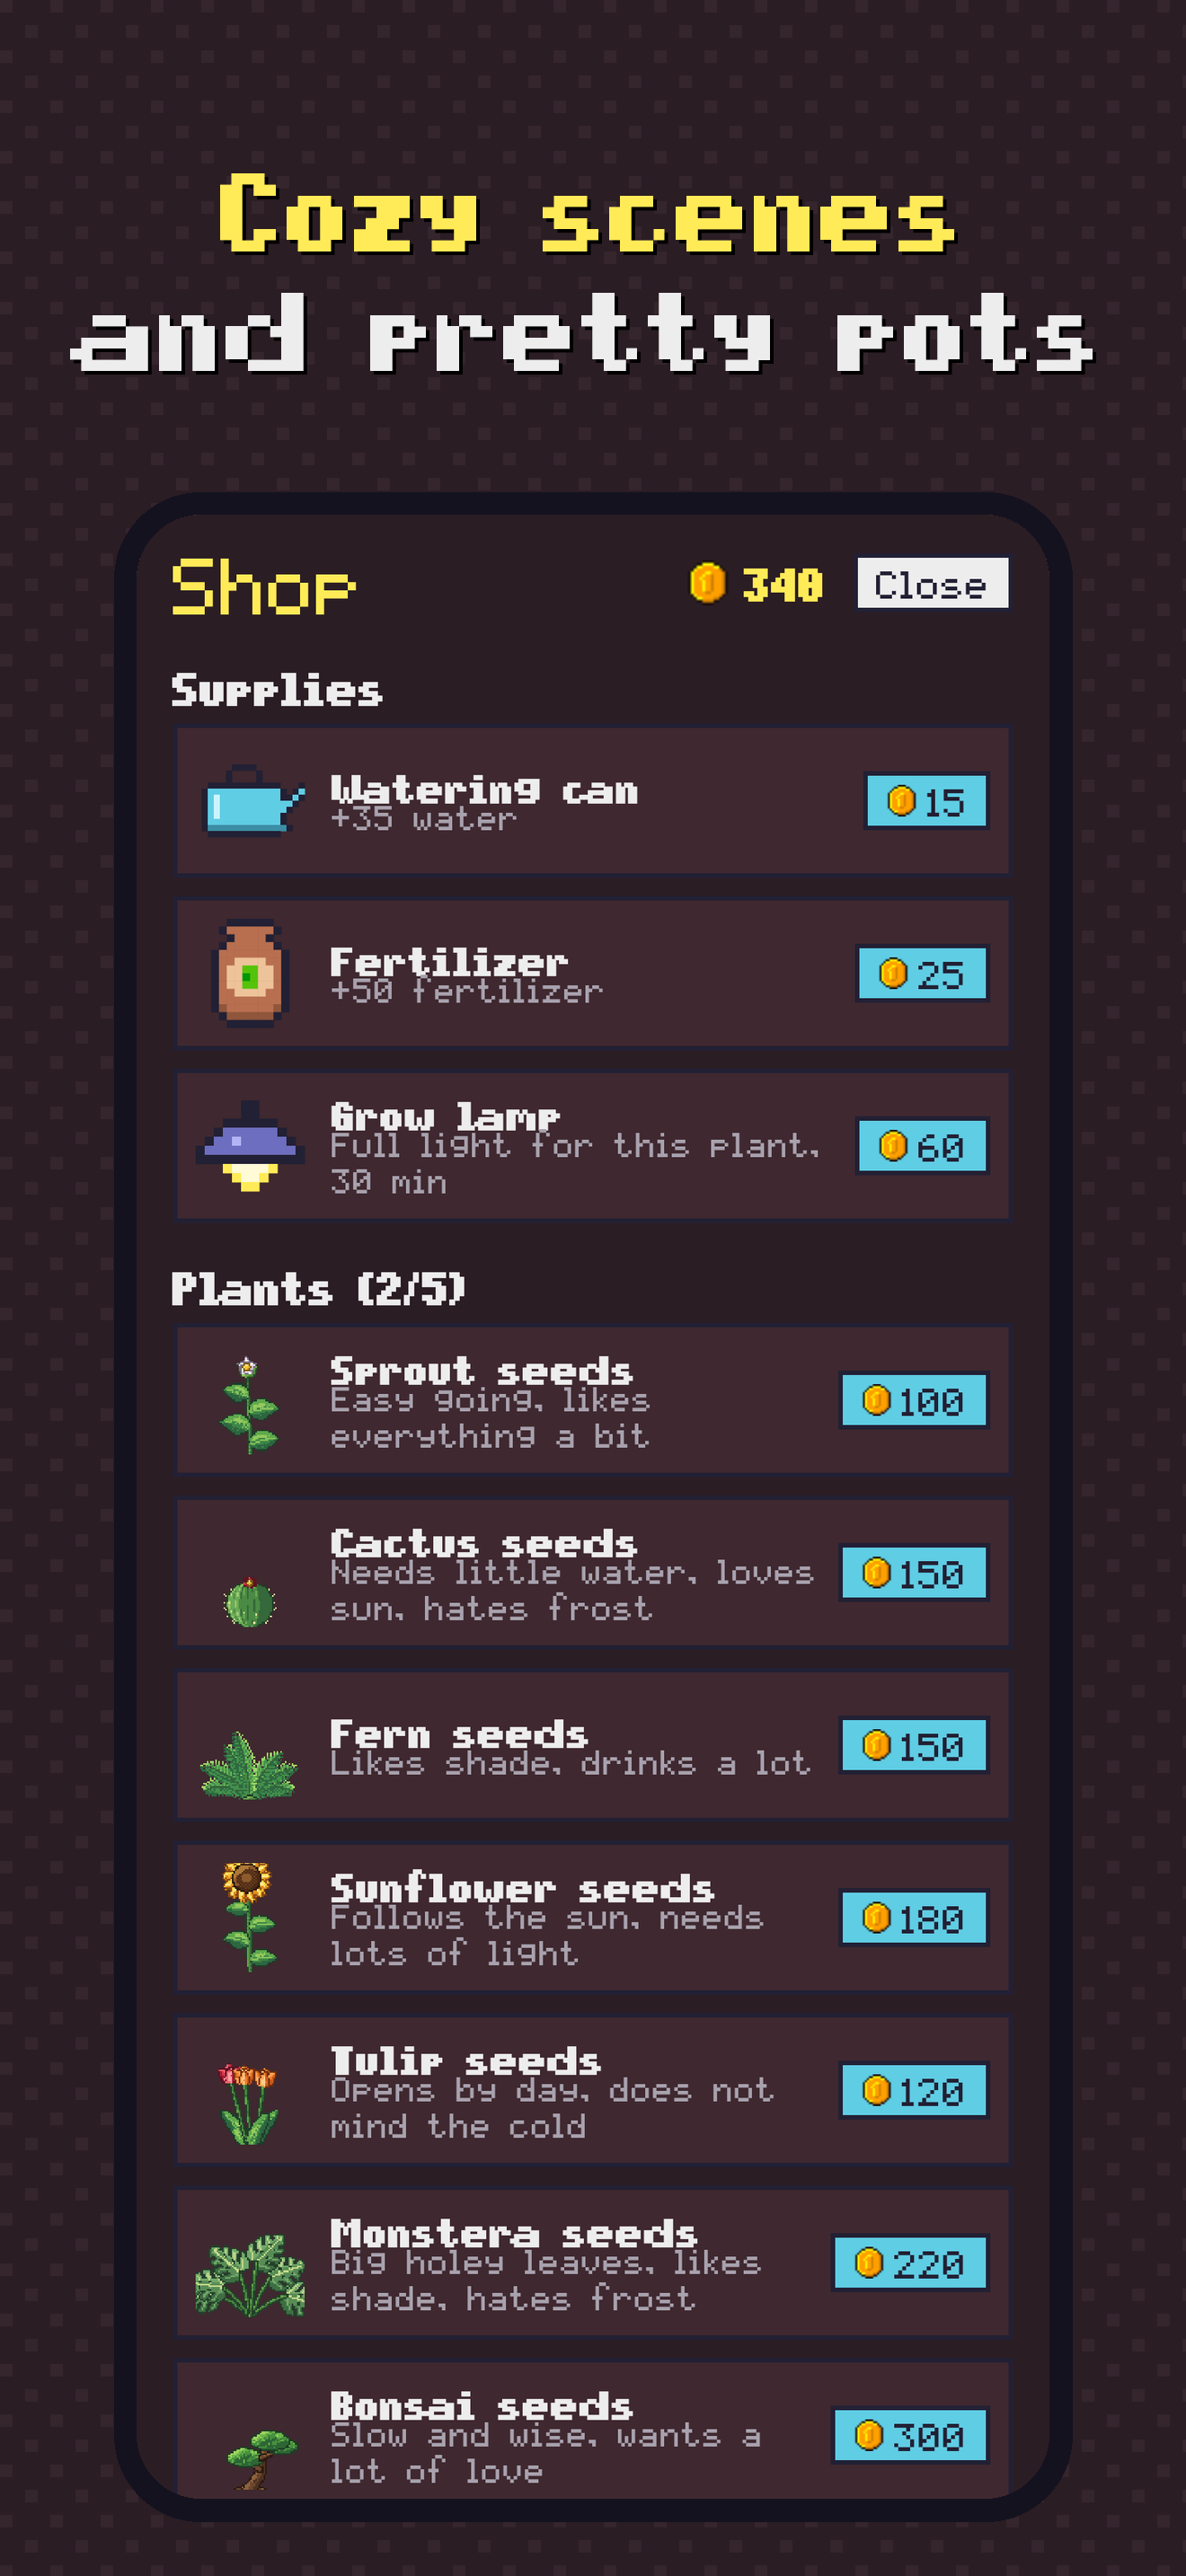 Cozy scenes
and pretty pots
Shop 340 Close
Supplies
Watering can
+35 water
15
Fertilizer
+50 fertilizer
25
Grow lamp
Full light for this plant,
30 min
60
Plants (2/5)
Sprout seeds
Easy going, likes
everything a bit
100
Cactus seeds
Needs little water, loves
sun, hates frost
150
Fern seeds
Likes shade, drinks a lot
150
Sunflower seeds
Follows the sun, needs
lots of light
180
Tulip seeds
Opens by day, does not
mind the cold
120
Monstera seeds
Big holey leaves, likes
shade, hates frost
220
Bonsai seeds
Slow and wise, wants a
lot of love
300